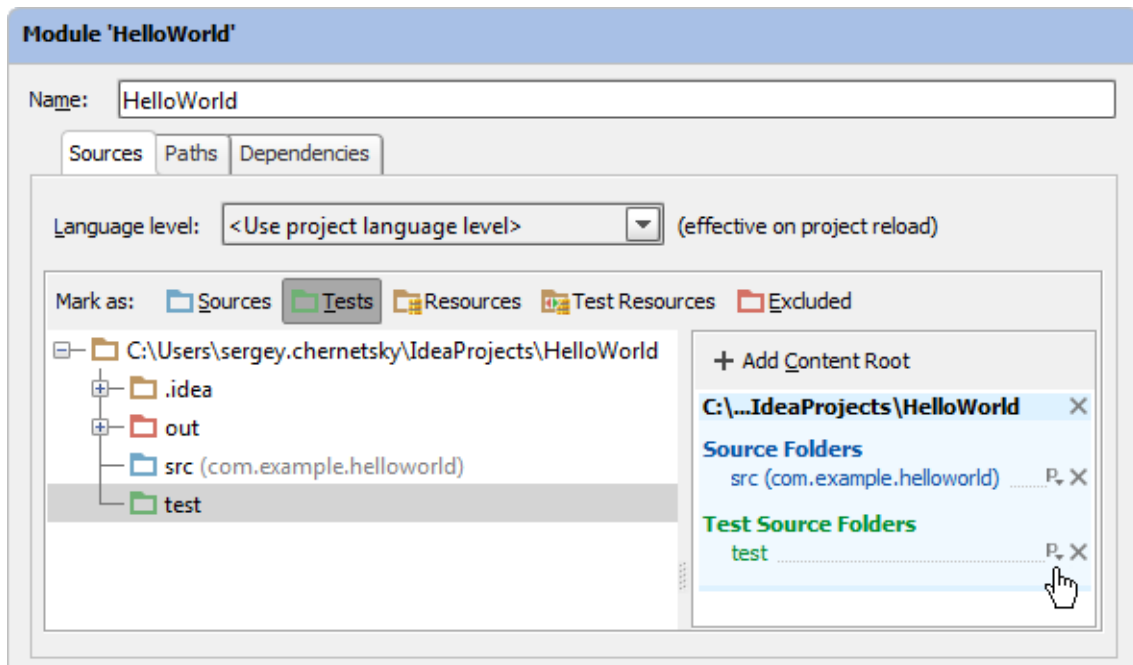 Module 'HelloWorld'
Name: HelloWorld
Sources Paths Dependencies
Language level: <Use project language level> (effective on project reload)
Mark as: Sources Tests Resources Test Resources Excluded
C:\Users\sergey.chernetsky\IdeaProjects\HelloWorld
.idea
out
src (com.example.helloworld)
test
+ Add Content Root
C:\...IdeaProjects\HelloWorld
Source Folders
src (com.example.helloworld) P
Test Source Folders
test P